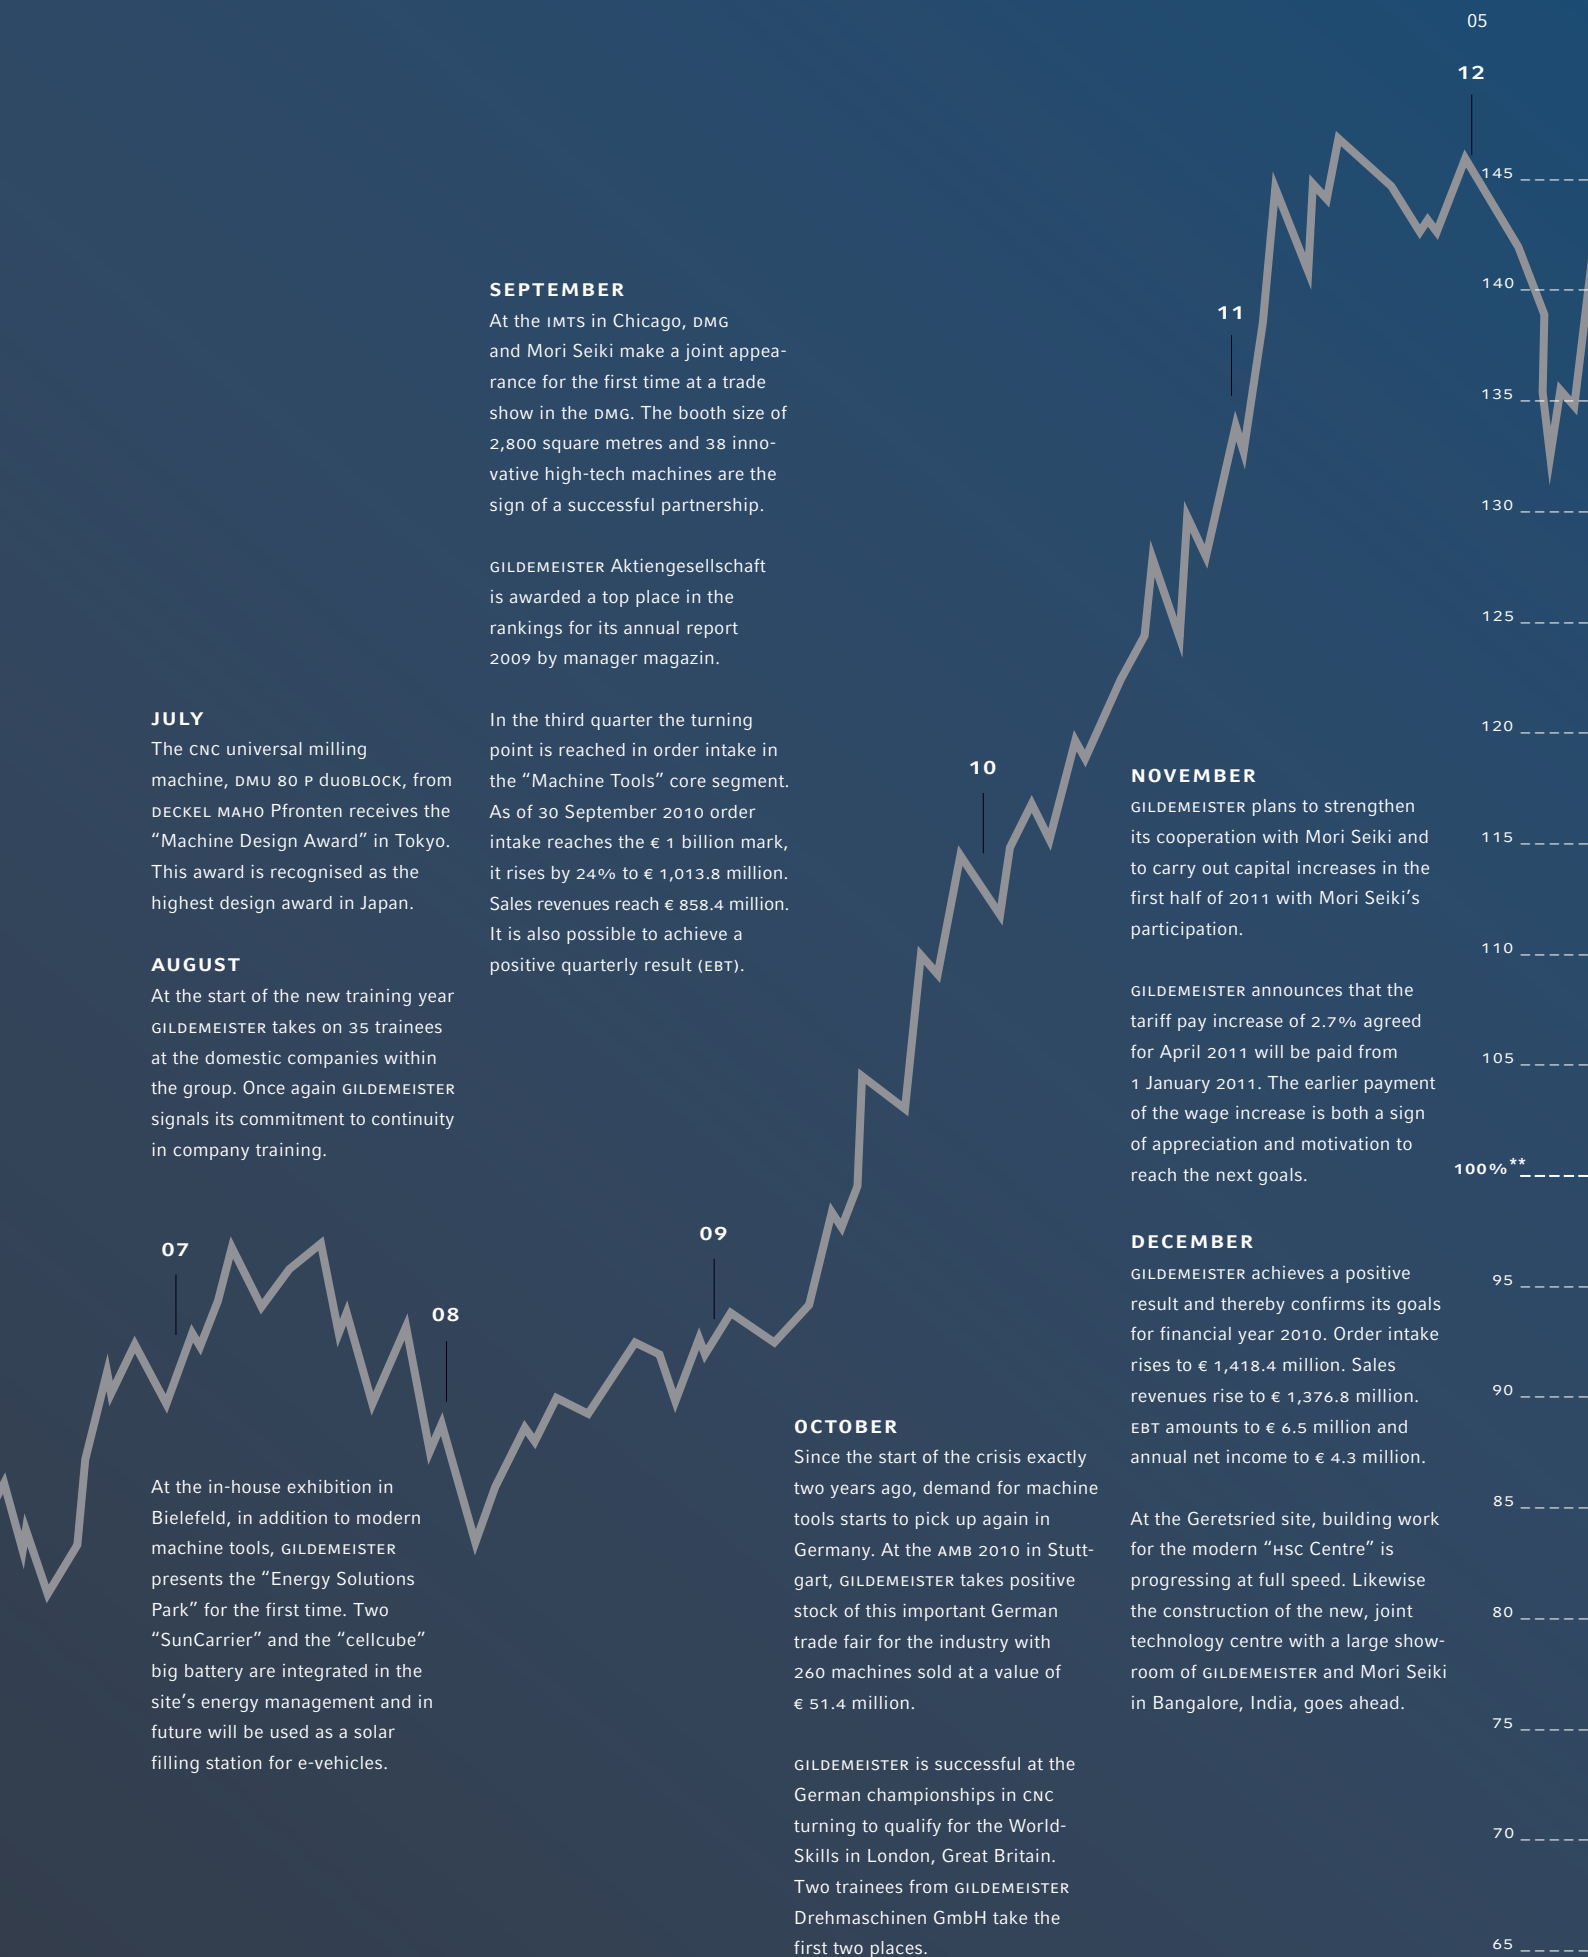 05
JULY
The CNC universal milling
machine, DMU 80 P duoBLOCK, from
DECKEL MAHO Pfronten receives the
“Machine Design Award” in Tokyo.
This award is recognised as the
highest design award in Japan.
AUGUST
At the start of the new training year
GILDEMEISTER takes on 35 trainees
at the domestic companies within
the group. Once again GILDEMEISTER
signals its commitment to continuity
in company training.
07
08
At the in-house exhibition in
Bielefeld, in addition to modern
machine tools, GILDEMEISTER
presents the “Energy Solutions
Park” for the first time. Two
“SunCarrier” and the “cellcube”
big battery are integrated in the
site’s energy management and in
future will be used as a solar
filling station for e-vehicles.
SEPTEMBER
At the IMTS in Chicago, DMG
and Mori Seiki make a joint appea-
rance for the first time at a trade
show in the DMG. The booth size of
2,800 square metres and 38 inno-
vative high-tech machines are the
sign of a successful partnership.
GILDEMEISTER Aktiengesellschaft
is awarded a top place in the
rankings for its annual report
2009 by manager magazin.
In the third quarter the turning
point is reached in order intake in
the “Machine Tools” core segment.
As of 30 September 2010 order
intake reaches the € 1 billion mark,
it rises by 24% to € 1,013.8 million.
Sales revenues reach € 858.4 million.
It is also possible to achieve a
positive quarterly result (EBT).
09
10
OCTOBER
Since the start of the crisis exactly
two years ago, demand for machine
tools starts to pick up again in
Germany. At the AMB 2010 in Stutt-
gart, GILDEMEISTER takes positive
stock of this important German
trade fair for the industry with
260 machines sold at a value of
€ 51.4 million.
GILDEMEISTER is successful at the
German championships in CNC
turning to qualify for the World-
Skills in London, Great Britain.
Two trainees from GILDEMEISTER
Drehmaschinen GmbH take the
first two places.
11
NOVEMBER
GILDEMEISTER plans to strengthen
its cooperation with Mori Seiki and
to carry out capital increases in the
first half of 2011 with Mori Seiki’s
participation.
GILDEMEISTER announces that the
tariff pay increase of 2.7% agreed
for April 2011 will be paid from
1 January 2011. The earlier payment
of the wage increase is both a sign
of appreciation and motivation to
reach the next goals.
DECEMBER
GILDEMEISTER achieves a positive
result and thereby confirms its goals
for financial year 2010. Order intake
rises to € 1,418.4 million. Sales
revenues rise to € 1,376.8 million.
EBT amounts to € 6.5 million and
annual net income to € 4.3 million.
At the Geretsried site, building work
for the modern “HSC Centre” is
progressing at full speed. Likewise
the construction of the new, joint
technology centre with a large show-
room of GILDEMEISTER and Mori Seiki
in Bangalore, India, goes ahead.
12
145
140
135
130
125
120
115
110
105
100%**
95
90
85
80
75
70
65